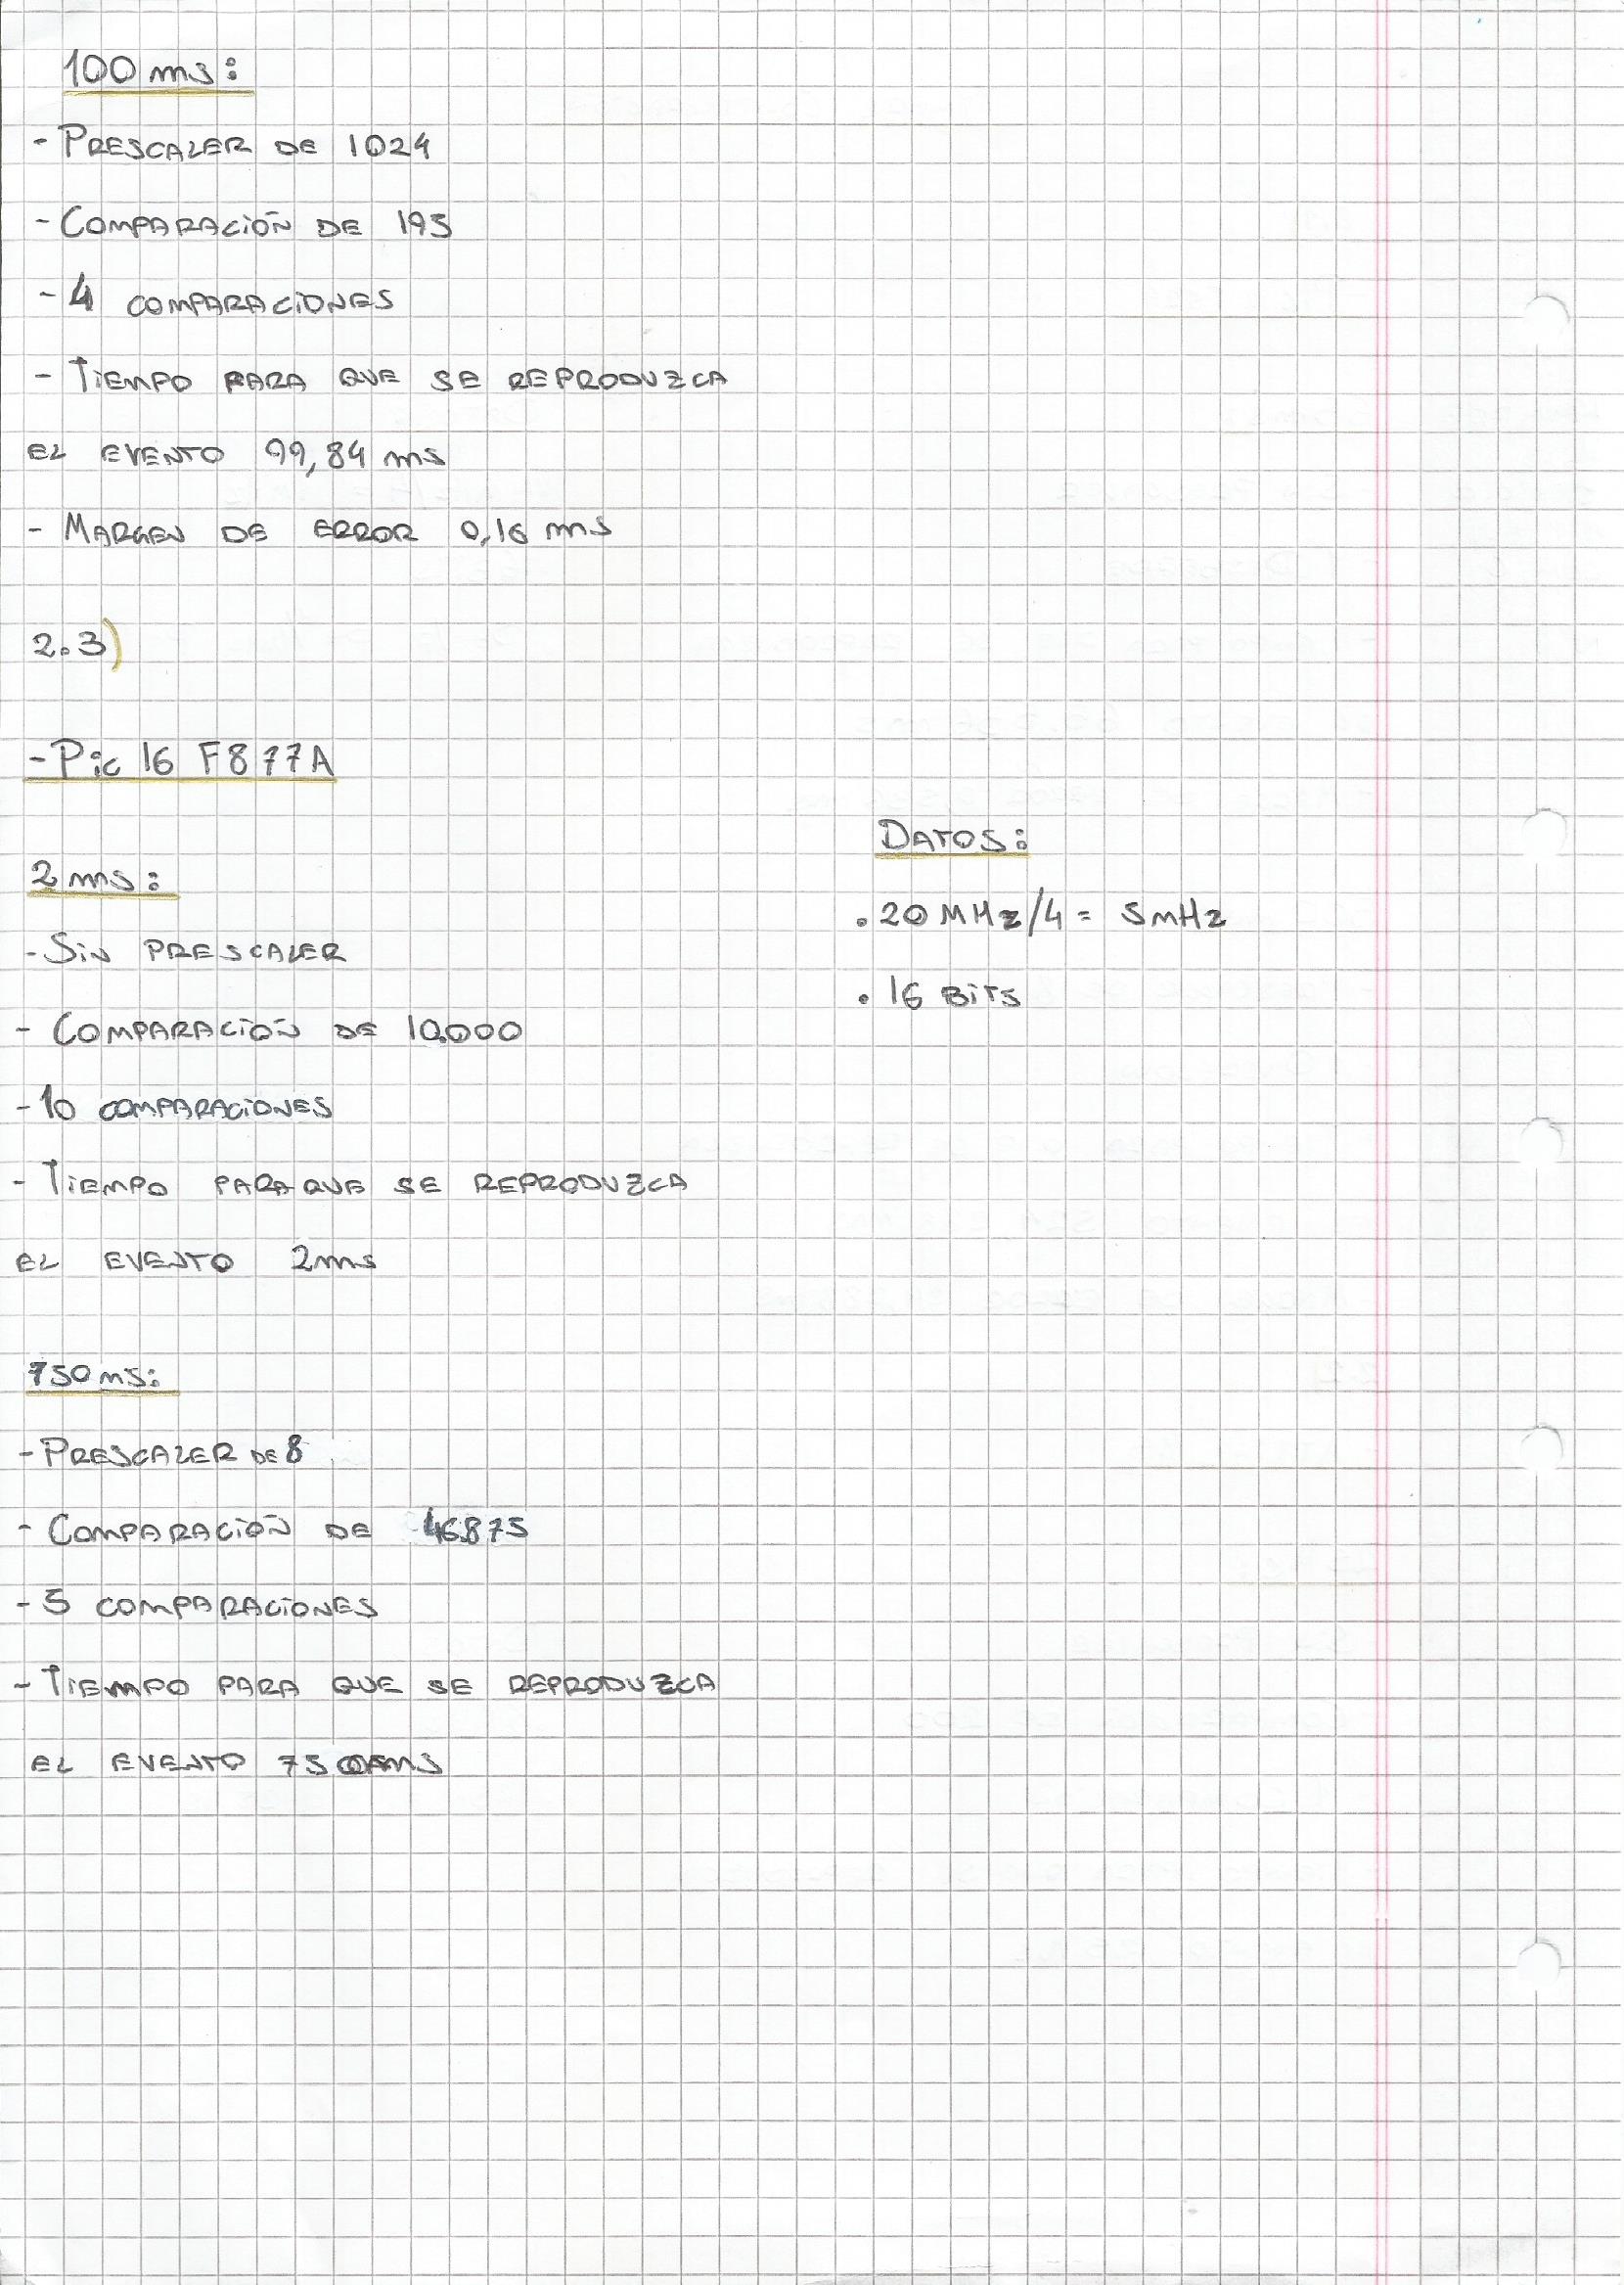 100 ms:
- PRESCALER DE 1024
- COMPARACIÓN DE 195
- 4 COMPARACIONES
- TIEMPO PARA QUE SE REPRODUZCA
EL EVENTO 99,84 ms
- MARGEN DE ERROR 0,16 ms
2.3)
- Pic 16 F877A
DATOS:
2 ms:
. 20 MHz/4 = 5 mHz
- SiN PRESCALER
. 16 BiTS
- COMPARACIÓN DE 10.000
- 10 COMPARACIONES
- TIEMPO PARA QUE SE REPRODUZCA
EL EVENTO 2ms
750 ms:
- PRESCALER DE 8
- COMPARACIÓN DE 46875
- 5 COMPARACIONES
- TIEMPO PARA QUE SE REPRODUZCA
EL EVENTO